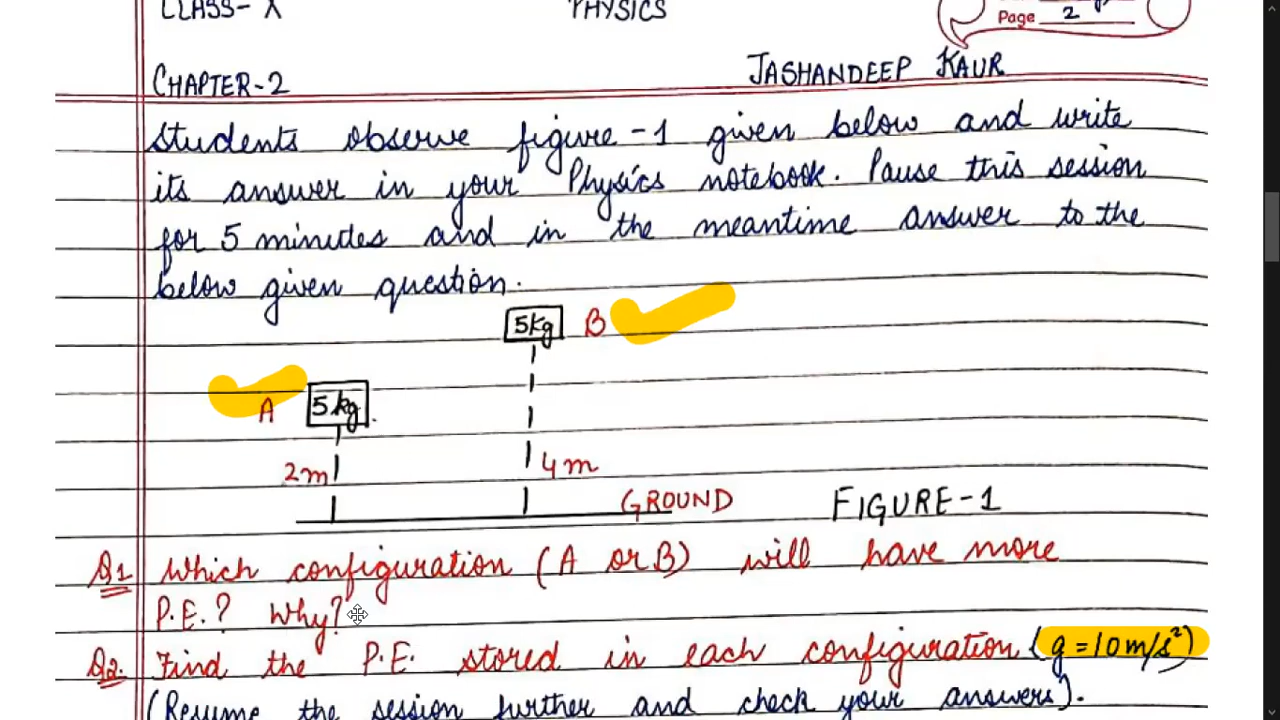 CLASS- X PHYSICS
Page 2
CHAPTER-2 JASHANDEEP KAUR
Students observe figure-1 given below and write
its answer in your Physics notebook. Pause this session
for 5 minutes and in the meantime answer to the
below given question.
5kg B
A 5kg
2m 4m
GROUND FIGURE-1
Q1 Which configuration (A or B) will have more
P.E.? Why?
Q2. Find the P.E. stored in each configuration (g = 10 m/s²)
(Resume the session further and check your answers).